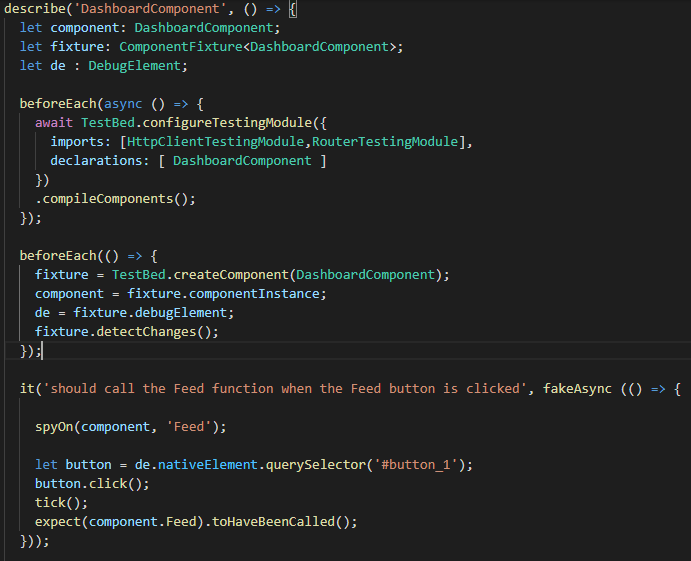 describe('DashboardComponent', () => {
let component: DashboardComponent;
let fixture: ComponentFixture<DashboardComponent>;
let de : DebugElement;
beforeEach(async () => {
await TestBed.configureTestingModule({
imports: [HttpClientTestingModule,RouterTestingModule],
declarations: [ DashboardComponent ]
})
.compileComponents();
});
beforeEach(() => {
fixture = TestBed.createComponent(DashboardComponent);
component = fixture.componentInstance;
de = fixture.debugElement;
fixture.detectChanges();
});
it('should call the Feed function when the Feed button is clicked', fakeAsync (() => {
spyOn(component, 'Feed');
let button = de.nativeElement.querySelector('#button_1');
button.click();
tick();
expect(component.Feed).toHaveBeenCalled();
}));